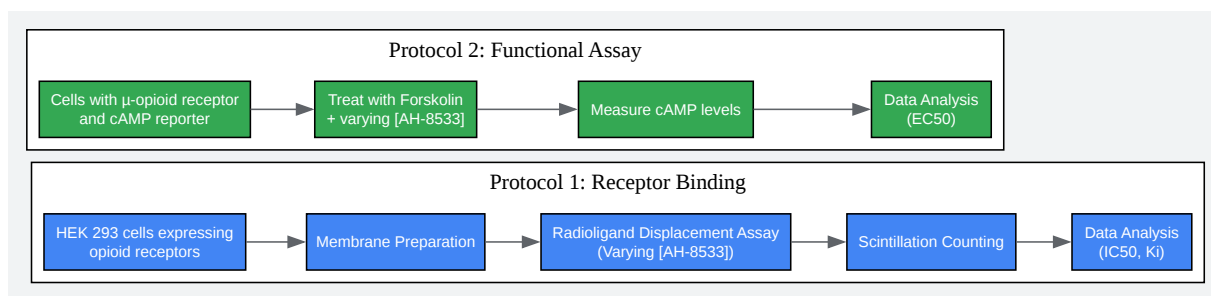 Protocol 2: Functional Assay
Cells with µ-opioid receptor
and cAMP reporter
Treat with Forskolin
+ varying [AH-8533]
Measure cAMP levels
Data Analysis
(EC50)
Protocol 1: Receptor Binding
HEK 293 cells expressing
opioid receptors
Membrane Preparation
Radioligand Displacement Assay
(Varying [AH-8533])
Scintillation Counting
Data Analysis
(IC50, Ki)